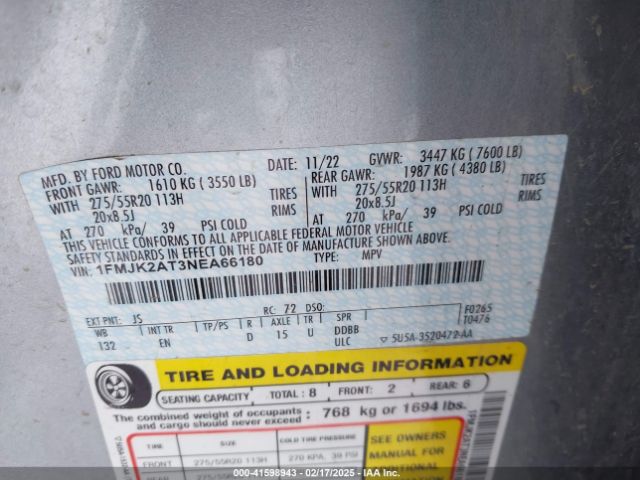 MFD. BY FORD MOTOR CO. DATE: 11/22 GVWR: 3447 KG ( 7600 LB)
FRONT GAWR: 1610 KG ( 3550 LB) REAR GAWR: 1987 KG ( 4380 LB)
WITH 275/55R20 113H TIRES WITH 275/55R20 113H TIRES
20x8.5J RIMS 20x8.5J RIMS
AT 270 kPa/ 39 PSI COLD AT 270 kPa/ 39 PSI COLD
THIS VEHICLE CONFORMS TO ALL APPLICABLE FEDERAL MOTOR VEHICLE
SAFETY STANDARDS IN EFFECT ON THE DATE OF MANUFACTURE SHOWN ABOVE.
VIN: 1FMJK2AT3NEA66180 TYPE: MPV
EXT PNT: JS RC: 72 DSO: F0265
WB INT TR TP/PS R AXLE TR SPR T0476
132 EN D 15 U DDBB
ULC 5U5A-3520472-AA
TIRE AND LOADING INFORMATION
SEATING CAPACITY TOTAL : 8 FRONT: 2 REAR: 6
The combined weight of occupants and cargo should never exceed : 768 kg or 1694 lbs.
TIRE SIZE COLD TIRE PRESSURE SEE OWNERS
FRONT 275/55R20 113H 270 KPA, 39 PSI MANUAL FOR
00-41598943 - 02/17/2025 - IMPACT AUTO AUCTIONS